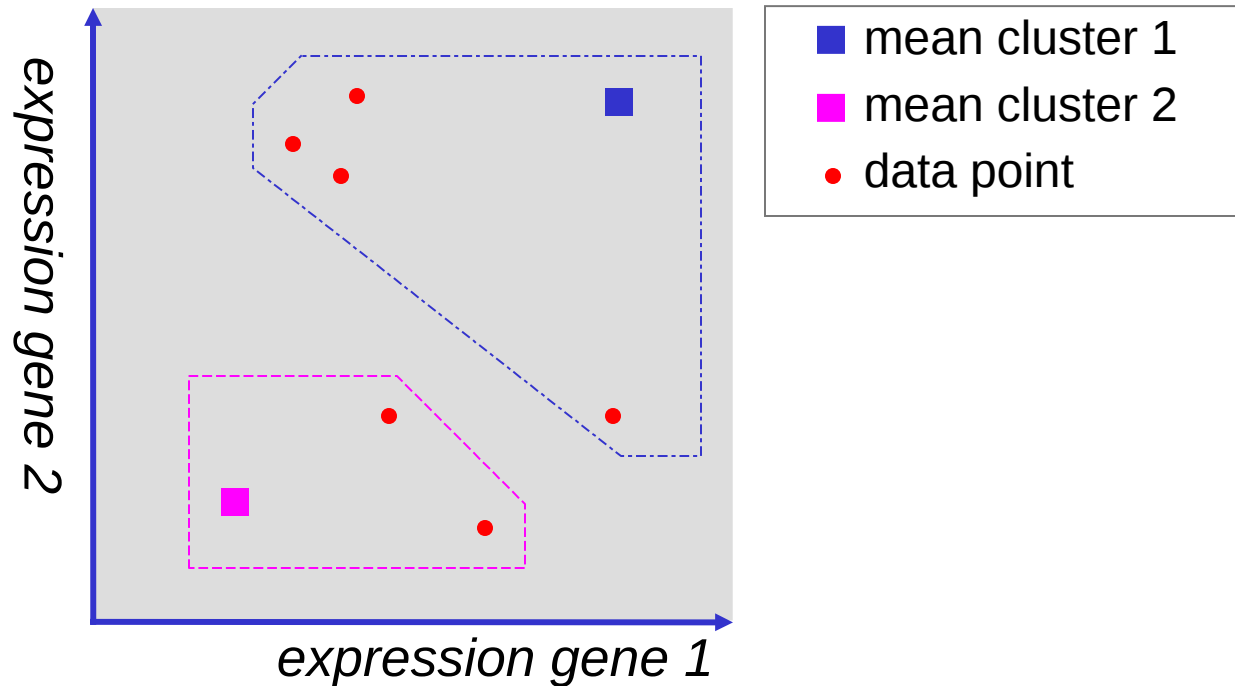 expression gene 2
mean cluster 1
mean cluster 2
data point
expression gene 1